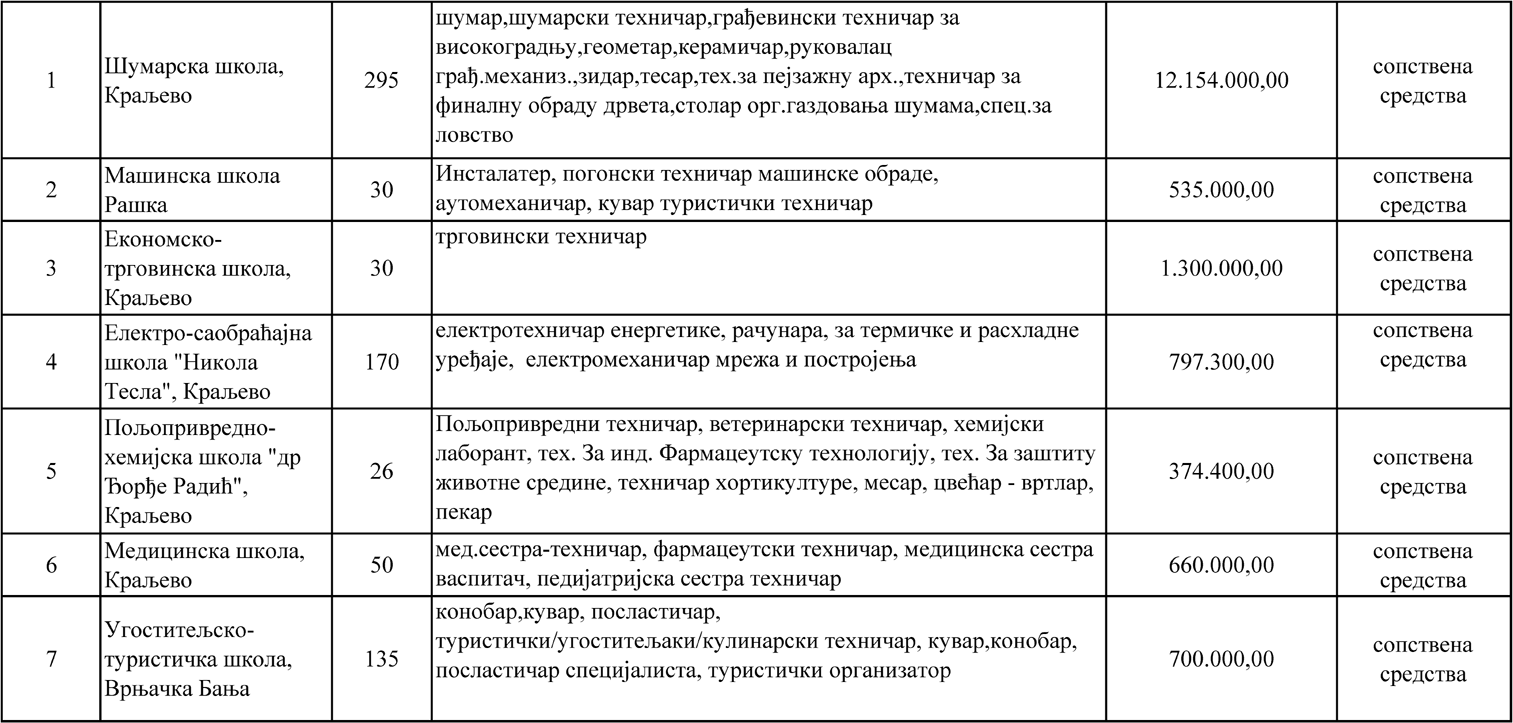 1
Шумарска школа,
Краљево
295
шумар,шумарски техничар,грађевински техничар за
високоградњу,геометар,керамичар,руковалац
грађ.механиз.,зидар,тесар,тех.за пејзажну арх.,техничар за
финалну обраду дрвета,столар орг.газдовања шумама,спец.за
ловство
12.154.000,00
сопствена
средства
2
Машинска школа
Рашка
30
Инсталатер, погонски техничар машинске обраде,
аутомеханичар, кувар туристички техничар
535.000,00
сопствена
средства
3
Економско-
трговинска школа,
Краљево
30
трговински техничар
1.300.000,00
сопствена
средства
4
Електро-саобраћајна
школа "Никола
Тесла", Краљево
170
електротехничар енергетике, рачунара, за термичке и расхладне
уређаје,  електромеханичар мрежа и постројења
797.300,00
сопствена
средства
5
Пољопривредно-
хемијска школа "др
Ђорђе Радић",
Краљево
26
Пољопривредни техничар, ветеринарски техничар, хемијски
лаборант, тех. За инд. Фармацеутску технологију, тех. За заштиту
животне средине, техничар хортикултуре, месар, цвећар - вртлар,
пекар
374.400,00
сопствена
средства
6
Медицинска школа,
Краљево
50
мед.сестра-техничар, фармацеутски техничар, медицинска сестра
васпитач, педијатријска сестра техничар
660.000,00
сопствена
средства
7
Угоститељско-
туристичка школа,
Врњачка Бања
135
конобар,кувар, посластичар,
туристички/угоститељаки/кулинарски техничар, кувар,конобар,
посластичар специјалиста, туристички организатор
700.000,00
сопствена
средства